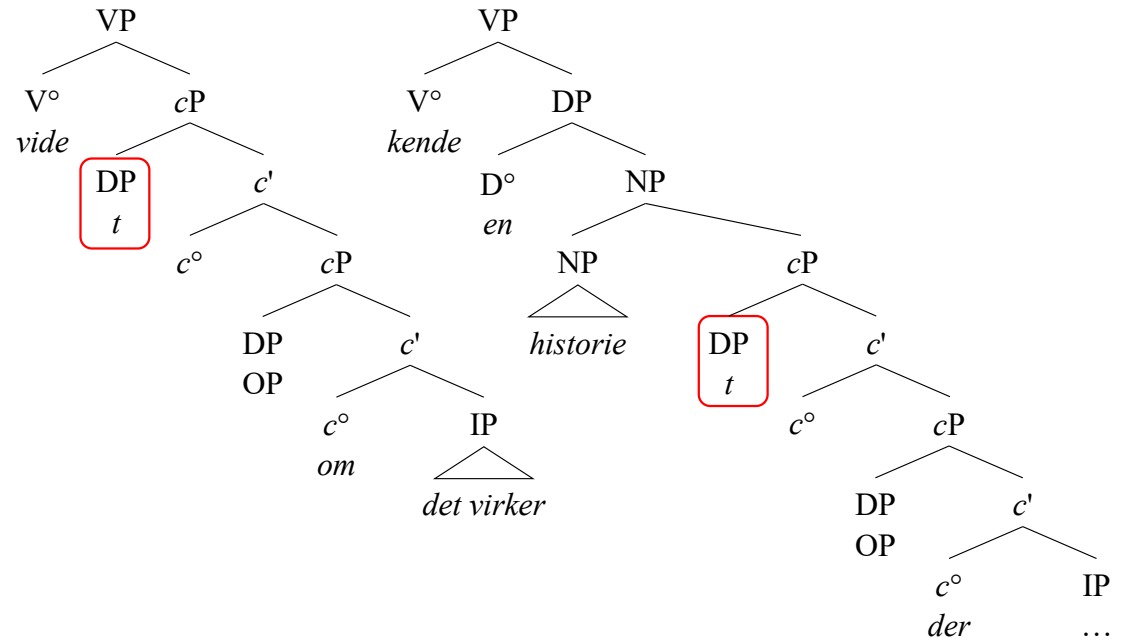 VP VP
V° cP V° DP
vide kende
DP c' D° NP
t en
c° cP NP cP
DP c' historie DP c'
OP t
c° IP c° cP
om
det virker DP c'
OP
c° IP
der …